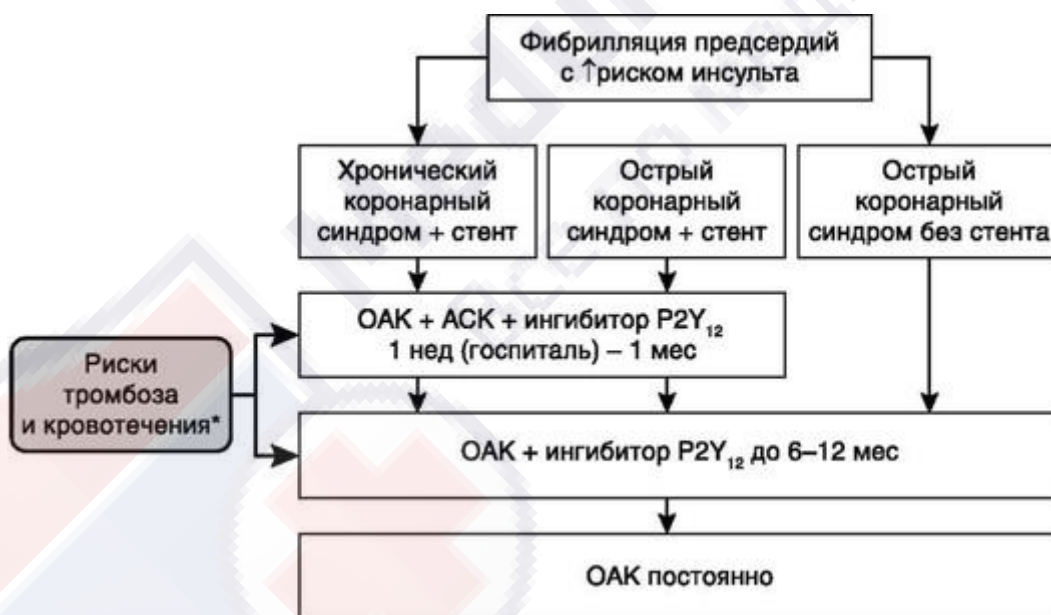 Фибрилляция предсердий
с ↑риском инсульта
Хронический
коронарный
синдром + стент
Острый
коронарный
синдром + стент
Острый
коронарный
синдром без стента
ОАК + АСК + ингибитор P2Y₁₂
1 нед (госпиталь) – 1 мес
Риски
тромбоза
и кровотечения*
ОАК + ингибитор P2Y₁₂ до 6–12 мес
ОАК постоянно